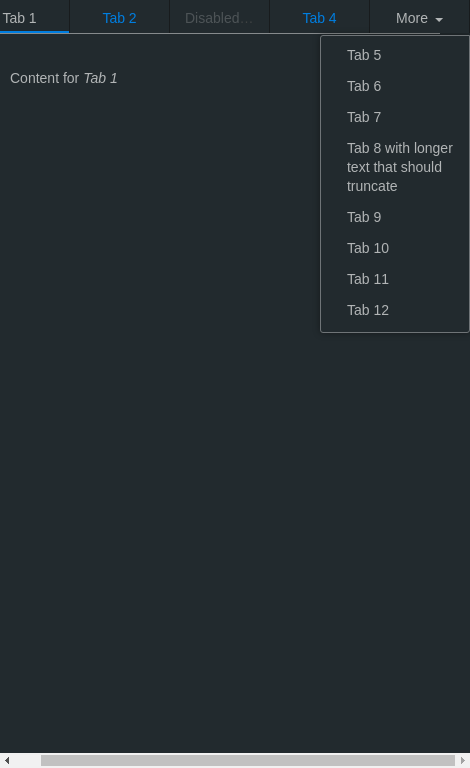 Tab 1 Tab 2 Disabled… Tab 4 More
Content for Tab 1
Tab 5
Tab 6
Tab 7
Tab 8 with longer
text that should
truncate
Tab 9
Tab 10
Tab 11
Tab 12